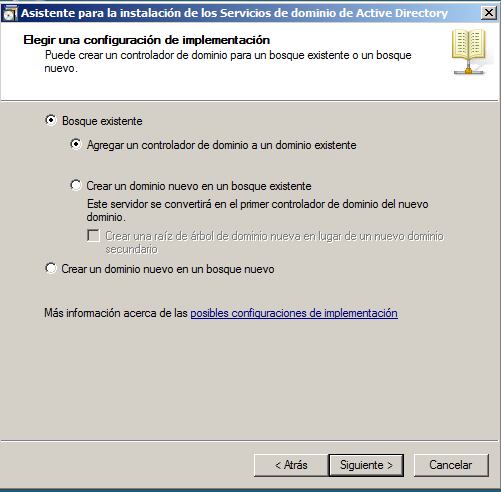 Asistente para la instalación de los Servicios de dominio de Active Directory
Elegir una configuración de implementación
Puede crear un controlador de dominio para un bosque existente o un bosque
nuevo.
Bosque existente
Agregar un controlador de dominio a un dominio existente
Crear un dominio nuevo en un bosque existente
Este servidor se convertirá en el primer controlador de dominio del nuevo
dominio.
Crear una raíz de árbol de dominio nueva en lugar de un nuevo dominio
secundario
Crear un dominio nuevo en un bosque nuevo
Más información acerca de las posibles configuraciones de implementación
< Atrás
Siguiente >
Cancelar